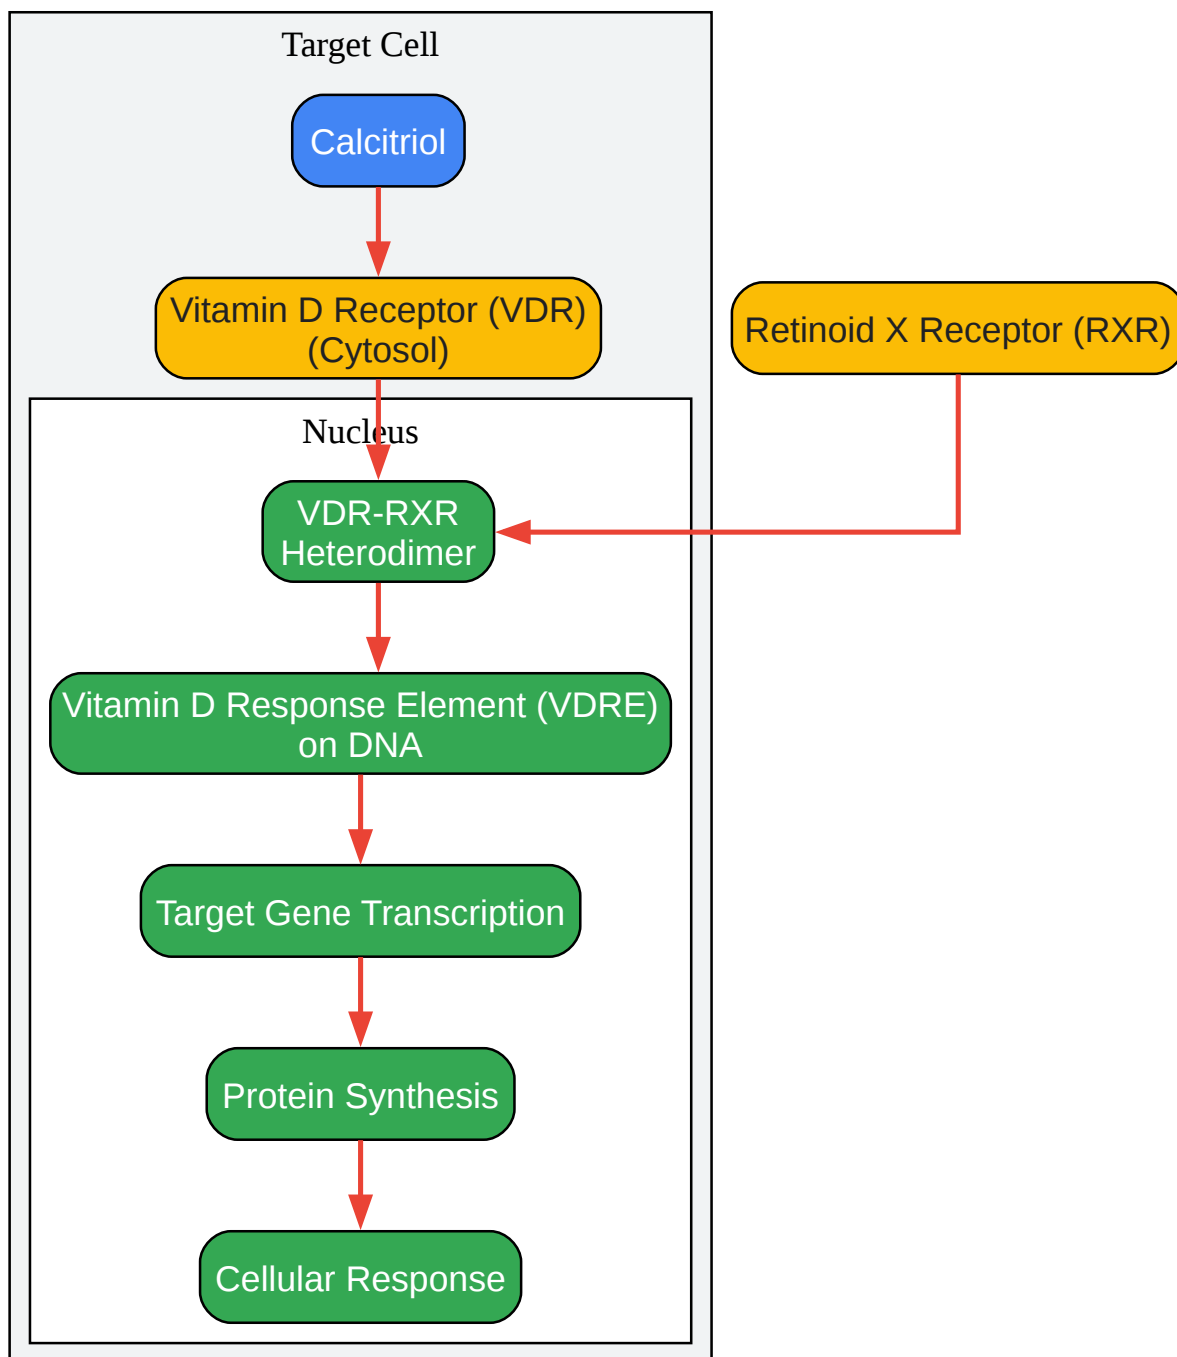 Target Cell
Calcitriol
Vitamin D Receptor (VDR)
(Cytosol)
Retinoid X Receptor (RXR)
Nucleus
VDR-RXR
Heterodimer
Vitamin D Response Element (VDRE)
on DNA
Target Gene Transcription
Protein Synthesis
Cellular Response